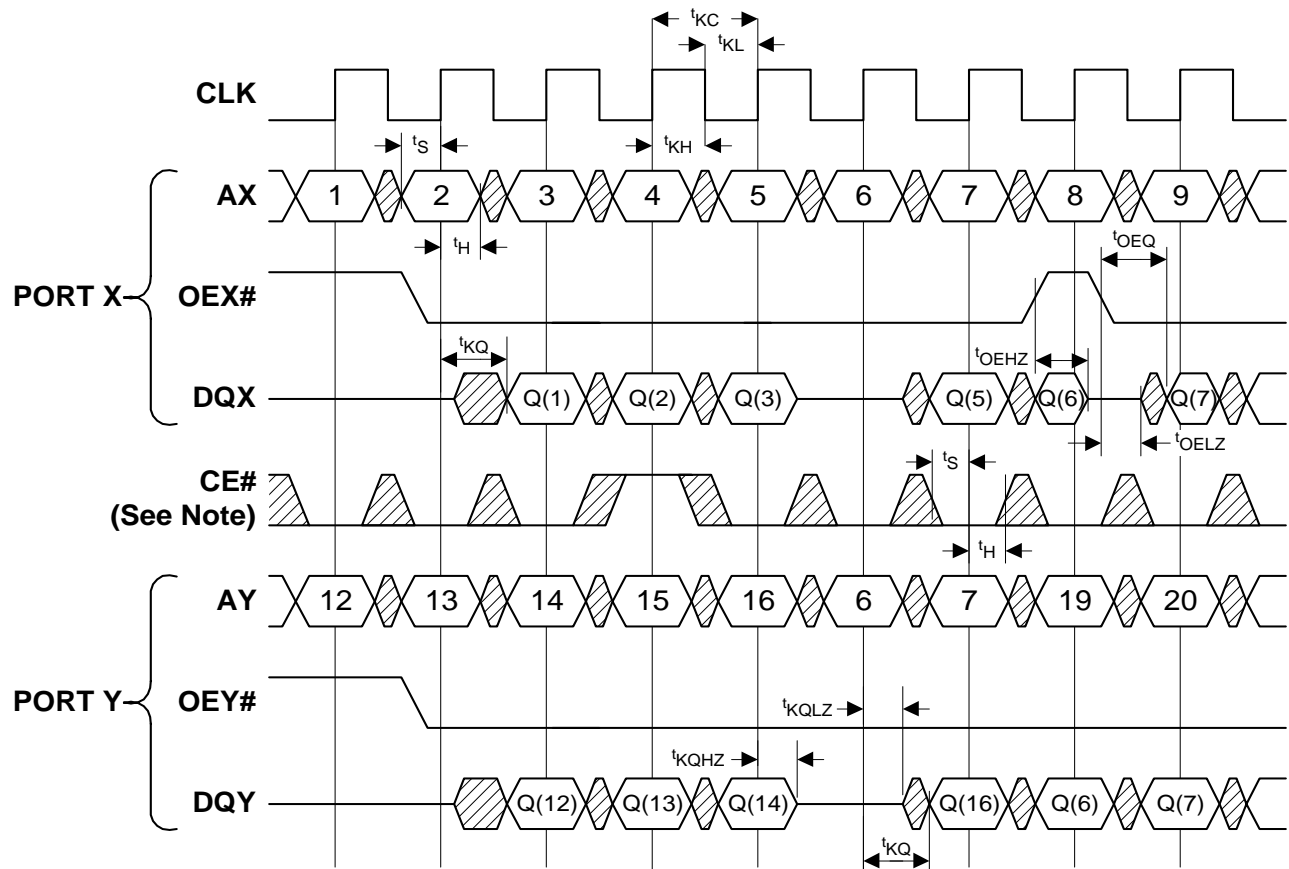 tKC
tKL
CLK
tS
tKH
AX
1 2 3 4 5 6 7 8 9
tH
tOEQ
PORT X
OEX#
tKQ
tOEHZ
DQX
Q(1) Q(2) Q(3) Q(5) Q(6) Q(7)
tOELZ
CE#
(See Note)
tS
tH
AY
12 13 14 15 16 6 7 19 20
PORT Y
OEY#
tKQLZ
tKQHZ
DQY
Q(12) Q(13) Q(14) Q(16) Q(6) Q(7)
tKQ